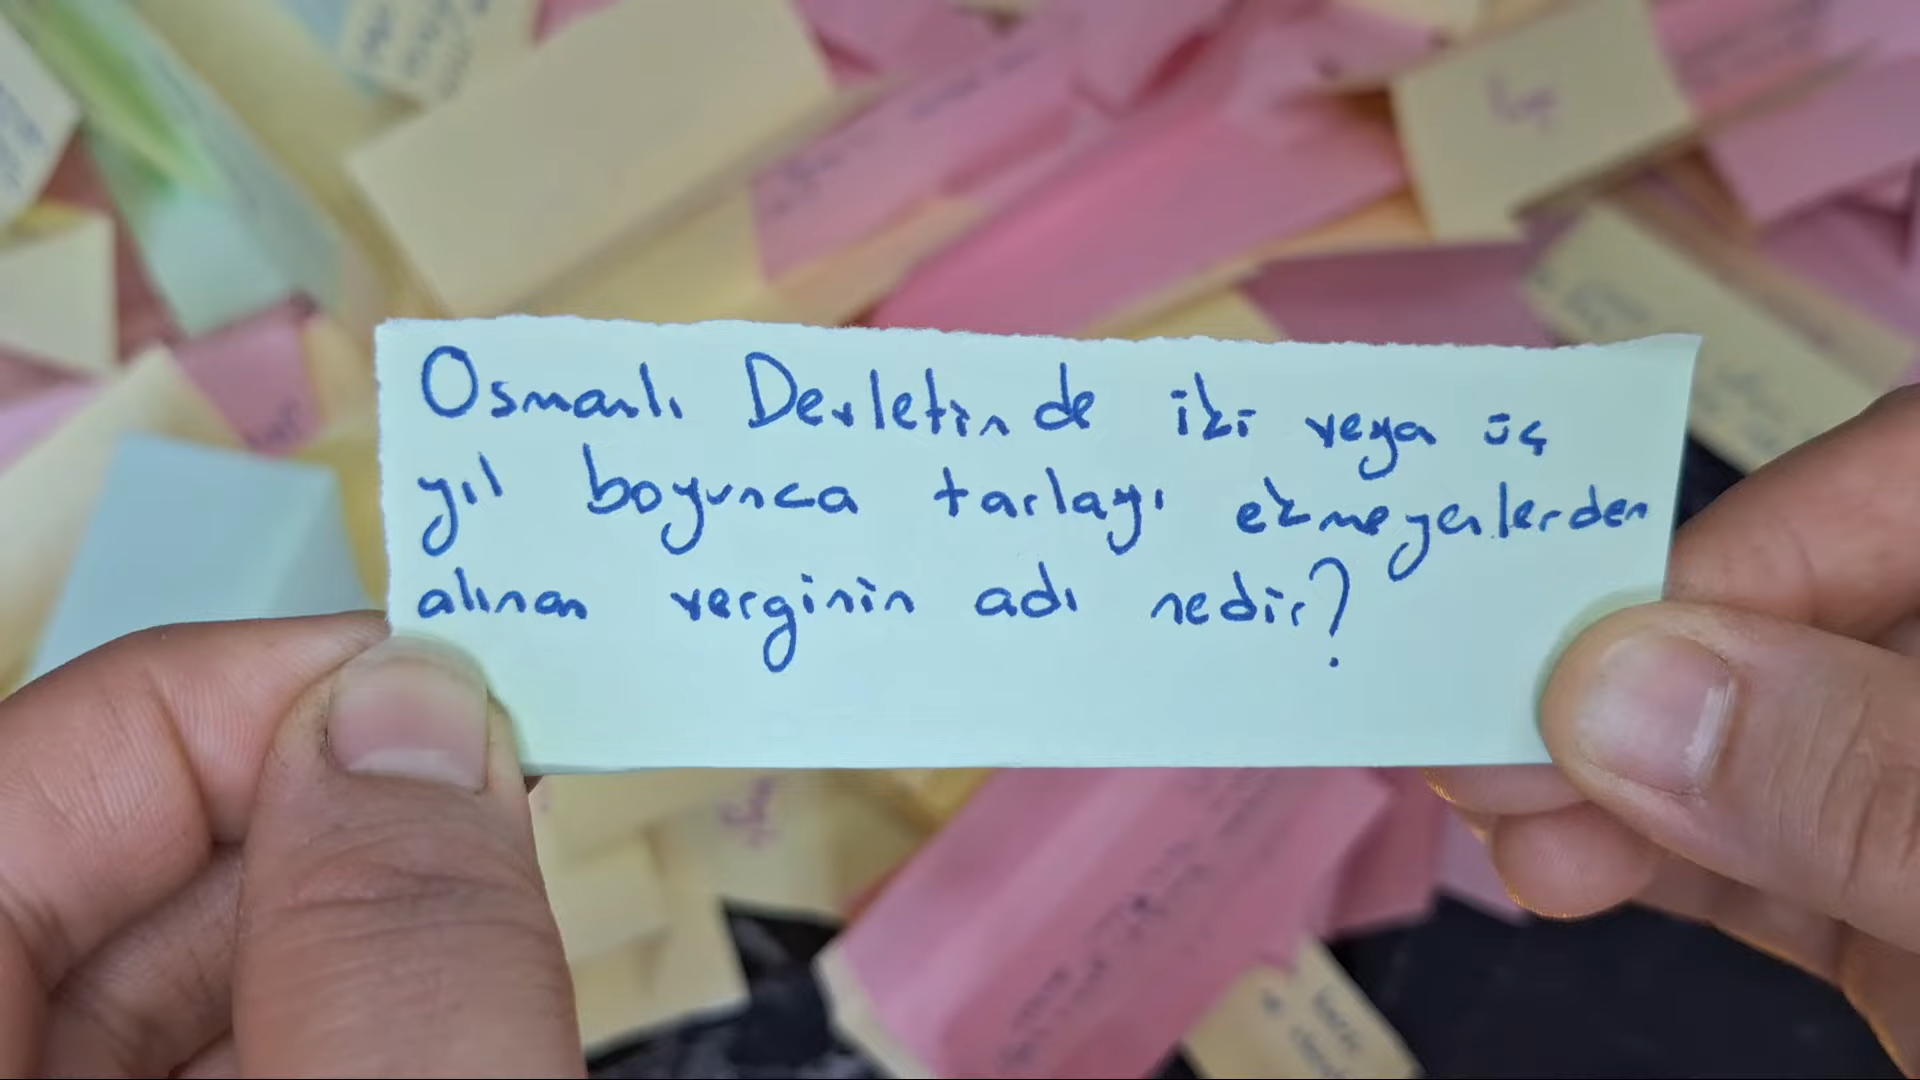 Osmanlı Devletinde iki veya üç
yıl boyunca tarlayı ekmeyenlerden
alınan verginin adı nedir?